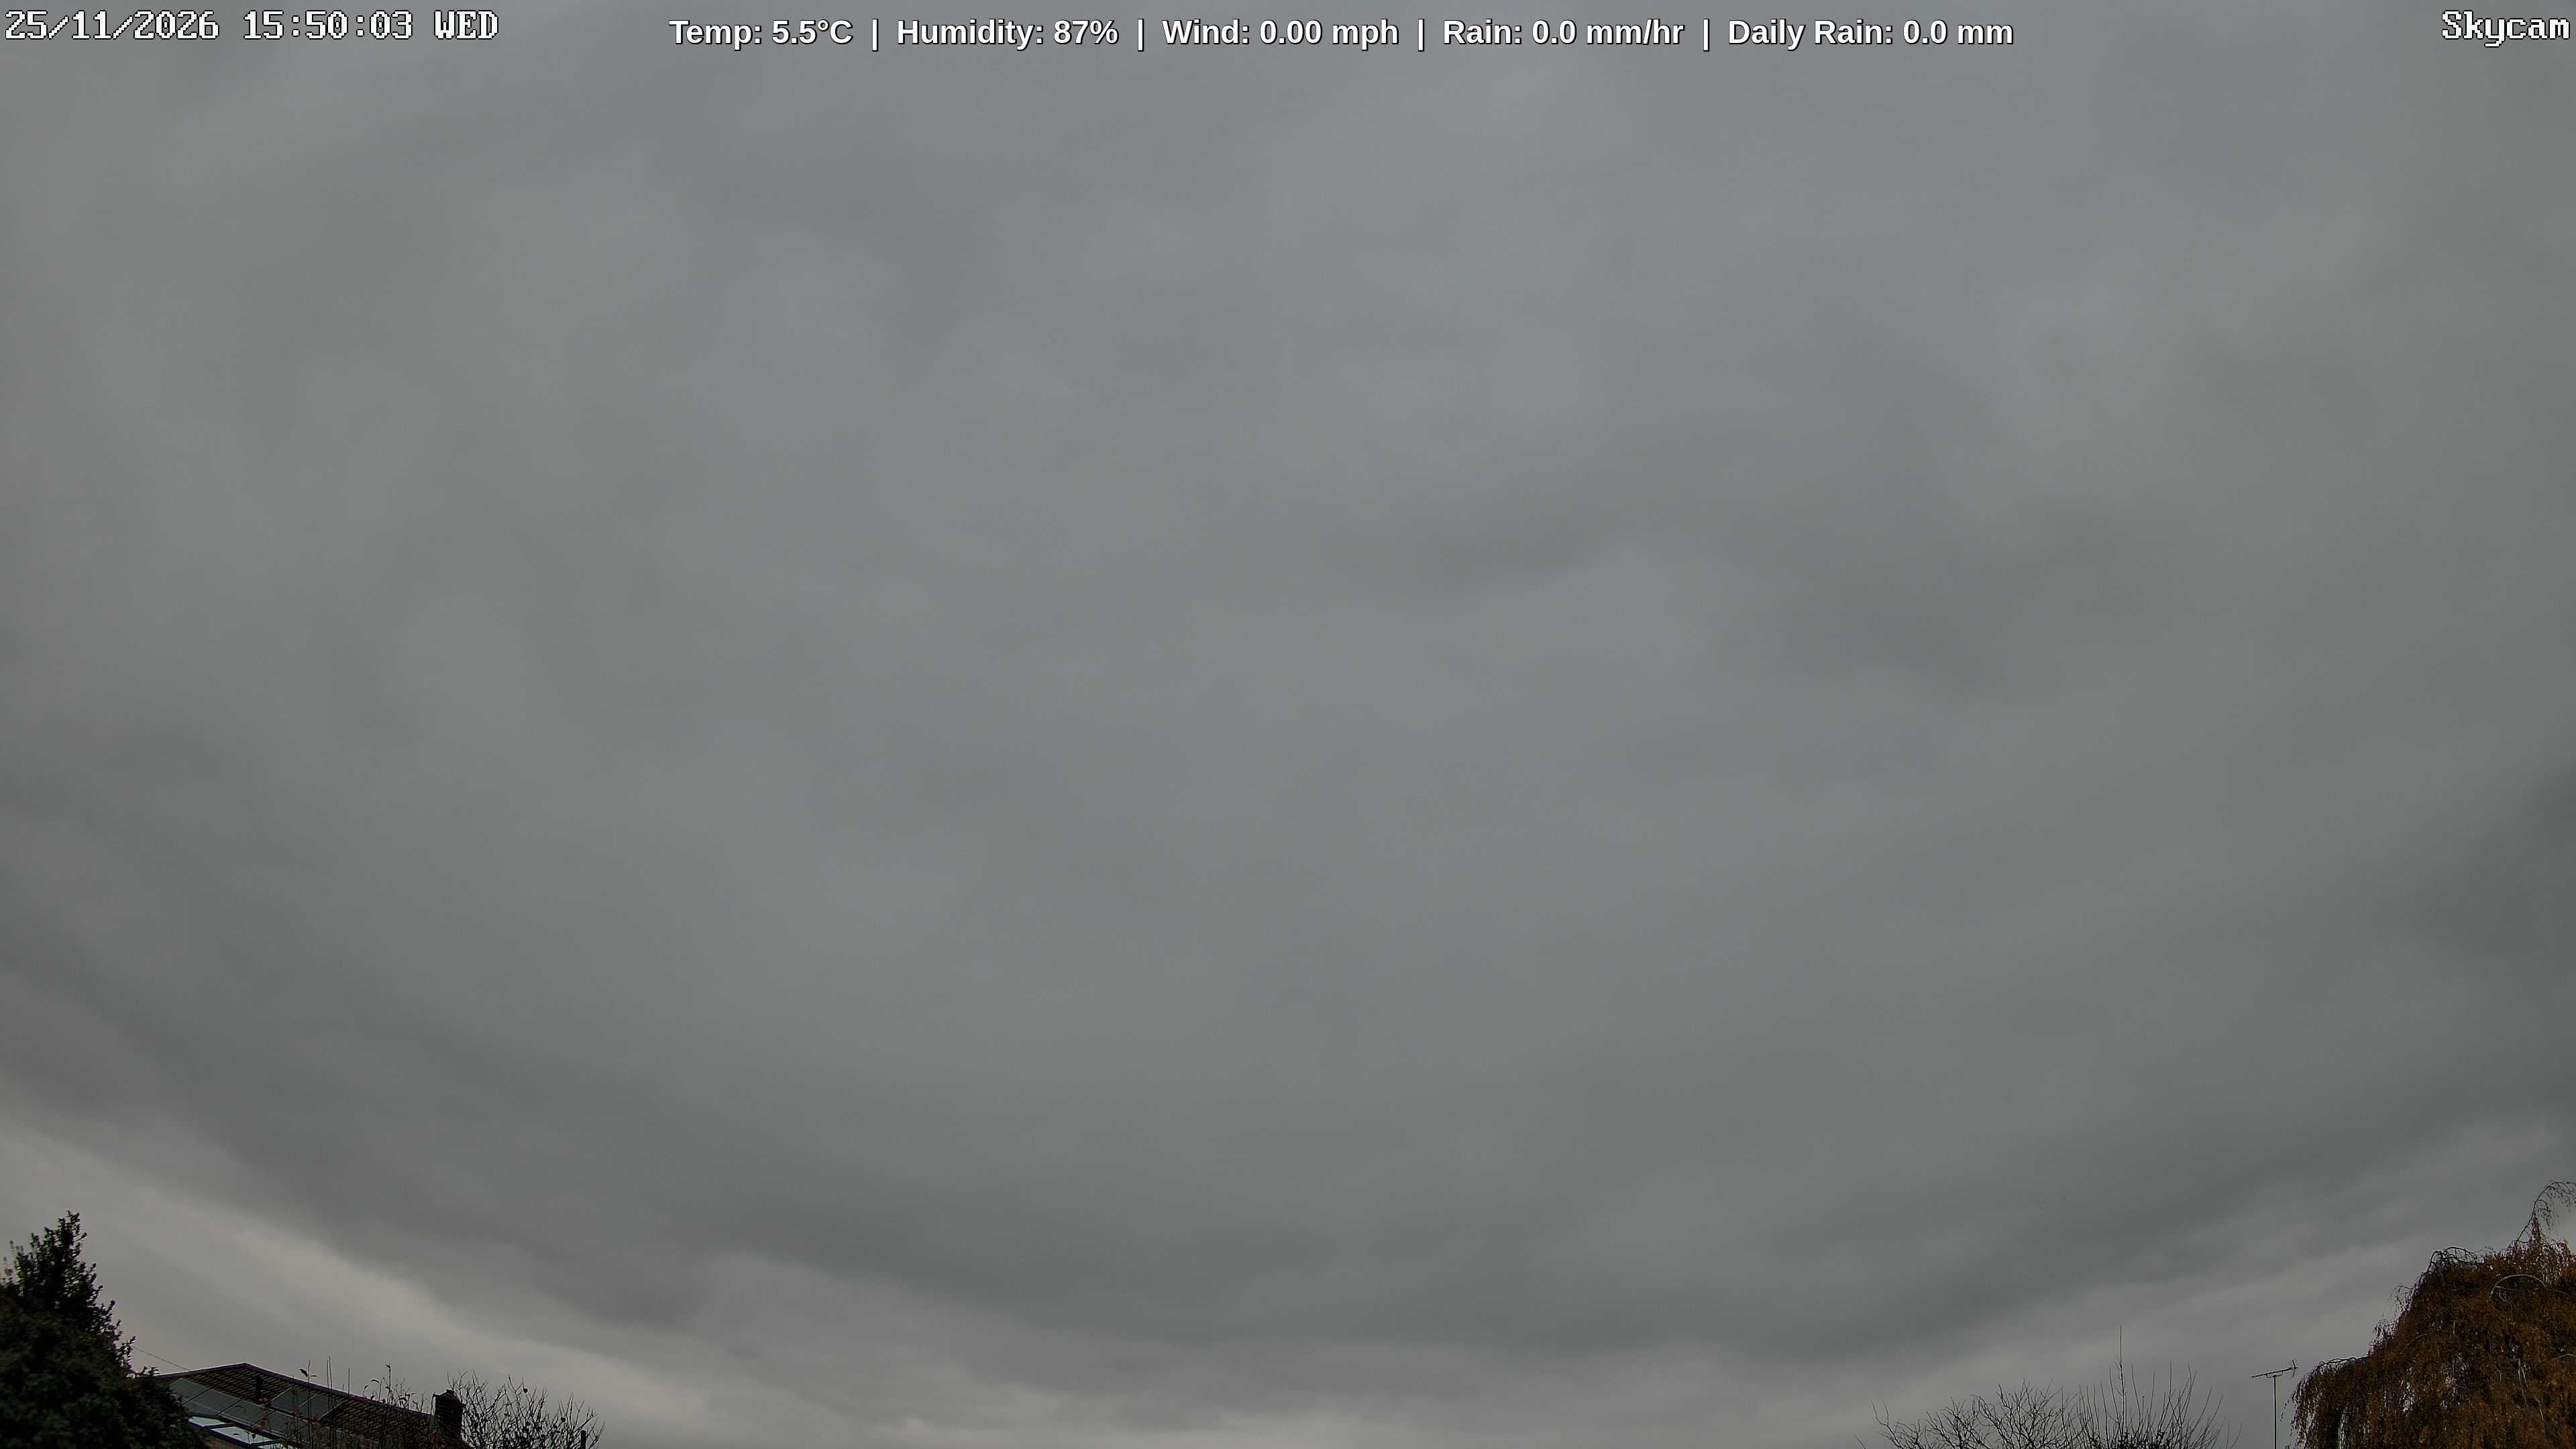 25/11/2026 15:50:03 WED
Temp: 5.5°C | Humidity: 87% | Wind: 0.00 mph | Rain: 0.0 mm/hr | Daily Rain: 0.0 mm
Skycam